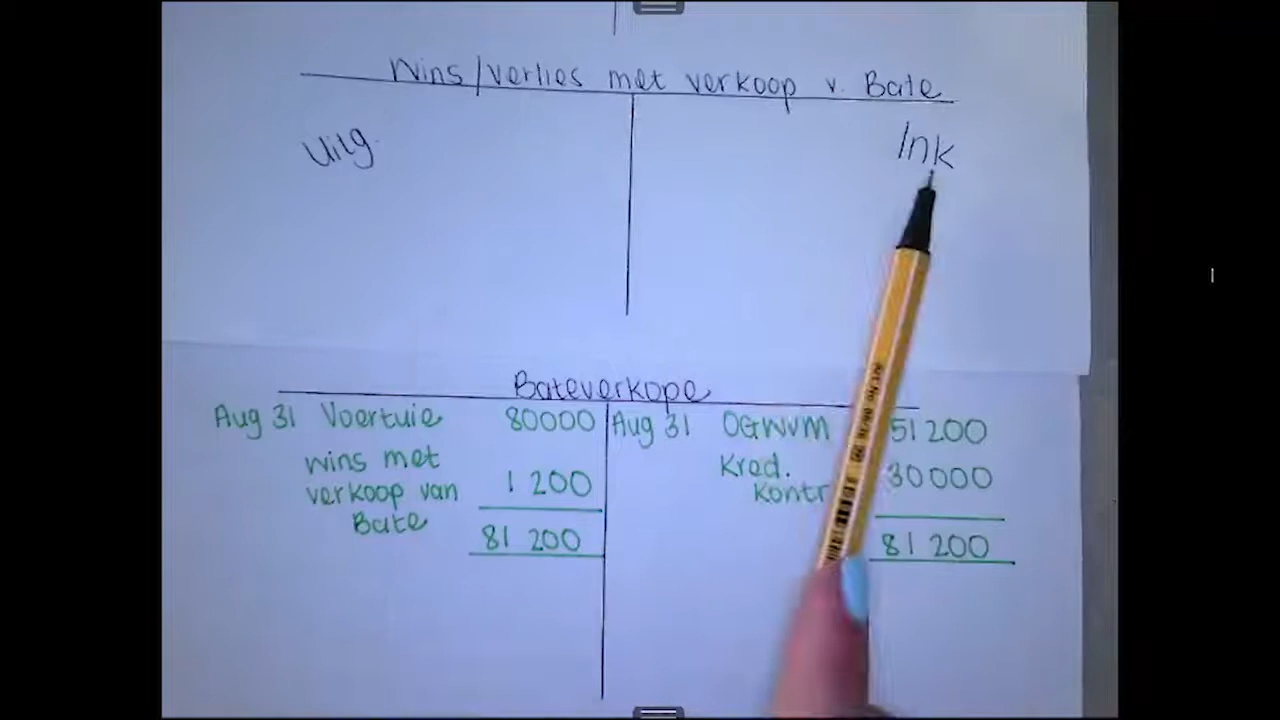 Wins/verlies met verkoop v. Bate
Uitg. Ink
Bateverkope
Aug 31 Voertuie 80000 Aug 31 OGWVM 51 200
wins met Kred. 30000
verkoop van 1 200 Kontr
Bate
81 200 81 200